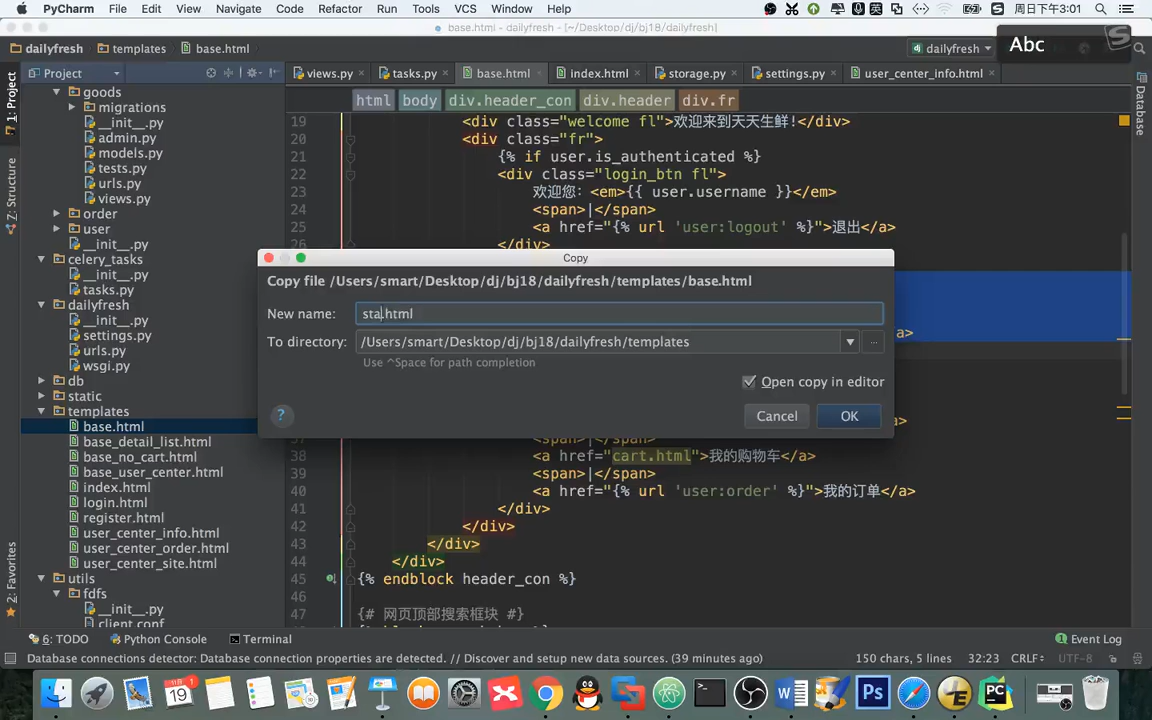 PyCharm File Edit View Navigate Code Refactor Run Tools VCS Window Help 周日下午3:01
base.html - dailyfresh - [~/Desktop/dj/bj18/dailyfresh]
dailyfresh templates base.html dailyfresh Abc
Project views.py tasks.py base.html index.html storage.py settings.py user_center_info.html
html body div.header_con div.header div.fr
1: Project
Z: Structure
2: Favorites
Database
goods
migrations
__init__.py
admin.py
models.py
tests.py
urls.py
views.py
order
user
__init__.py
celery_tasks
__init__.py
tasks.py
dailyfresh
__init__.py
settings.py
urls.py
wsgi.py
db
static
templates
base.html
base_detail_list.html
base_no_cart.html
base_user_center.html
index.html
login.html
register.html
user_center_info.html
user_center_order.html
user_center_site.html
utils
fdfs
__init__.py
client.conf
19 <div class="welcome fl">欢迎来到天天生鲜!</div>
20 <div class="fr">
21 {% if user.is_authenticated %}
22 <div class="login_btn fl">
23 欢迎您: <em>{{ user.username }}</em>
24 <span>|</span>
25 <a href="{% url 'user:logout' %}">退出</a>
26 </div>
Copy
Copy file /Users/smart/Desktop/dj/bj18/dailyfresh/templates/base.html
New name: sta.html
To directory: /Users/smart/Desktop/dj/bj18/dailyfresh/templates
Use ^Space for path completion
Open copy in editor
? Cancel OK
a>
a>
<span>|</span>
38 <a href="cart.html">我的购物车</a>
39 <span>|</span>
40 <a href="{% url 'user:order' %}">我的订单</a>
41 </div>
42 </div>
43 </div>
44 </div>
45 {% endblock header_con %}
46
47 {# 网页顶部搜索框块 #}
6: TODO Python Console Terminal Event Log
Database connections detector: Database connection properties are detected. // Discover and setup new data sources. (39 minutes ago) 150 chars, 5 lines 32:23 CRLF÷ UTF-8